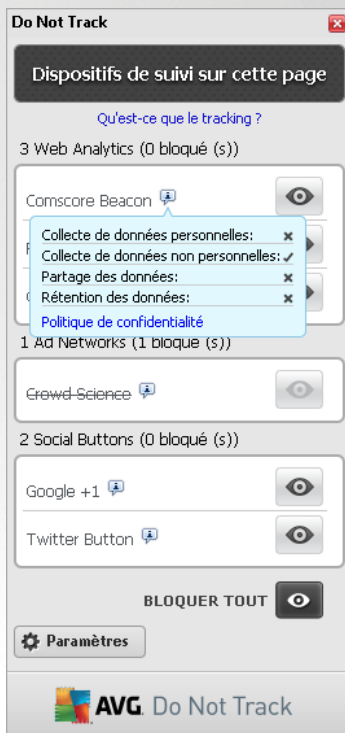 Do Not Track
Dispositifs de suivi sur cette page
Qu'est-ce que le tracking ?
3 Web Analytics (0 bloqué (s))
Comscore Beacon
Collecte de données personnelles:
Collecte de données non personnelles:
Partage des données:
Rétention des données:
Politique de confidentialité
1 Ad Networks (1 bloqué (s))
Crowd Science
2 Social Buttons (0 bloqué (s))
Google +1
Twitter Button
BLOQUER TOUT
Paramètres
AVG. Do Not Track